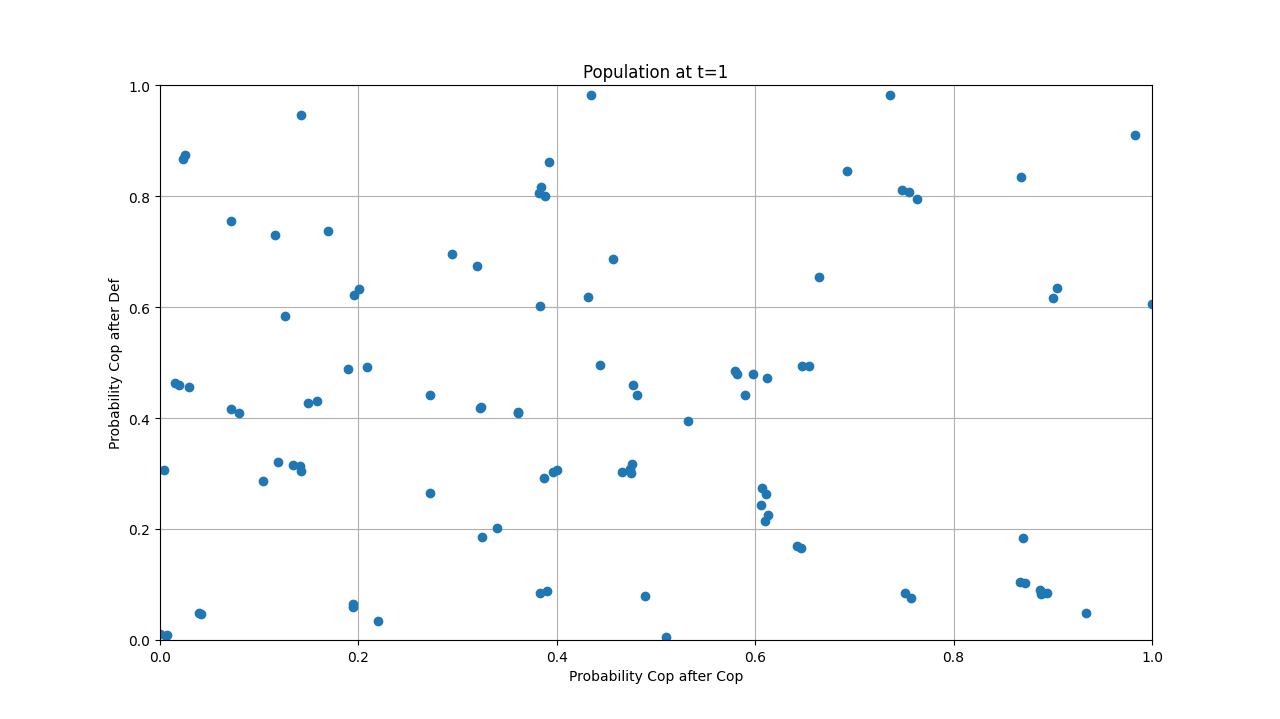 Population at t=1
1.0
0.8
0.6
0.4
0.2
0.0
Probability Cop after Def
0.0 0.2 0.4 0.6 0.8 1.0
Probability Cop after Cop